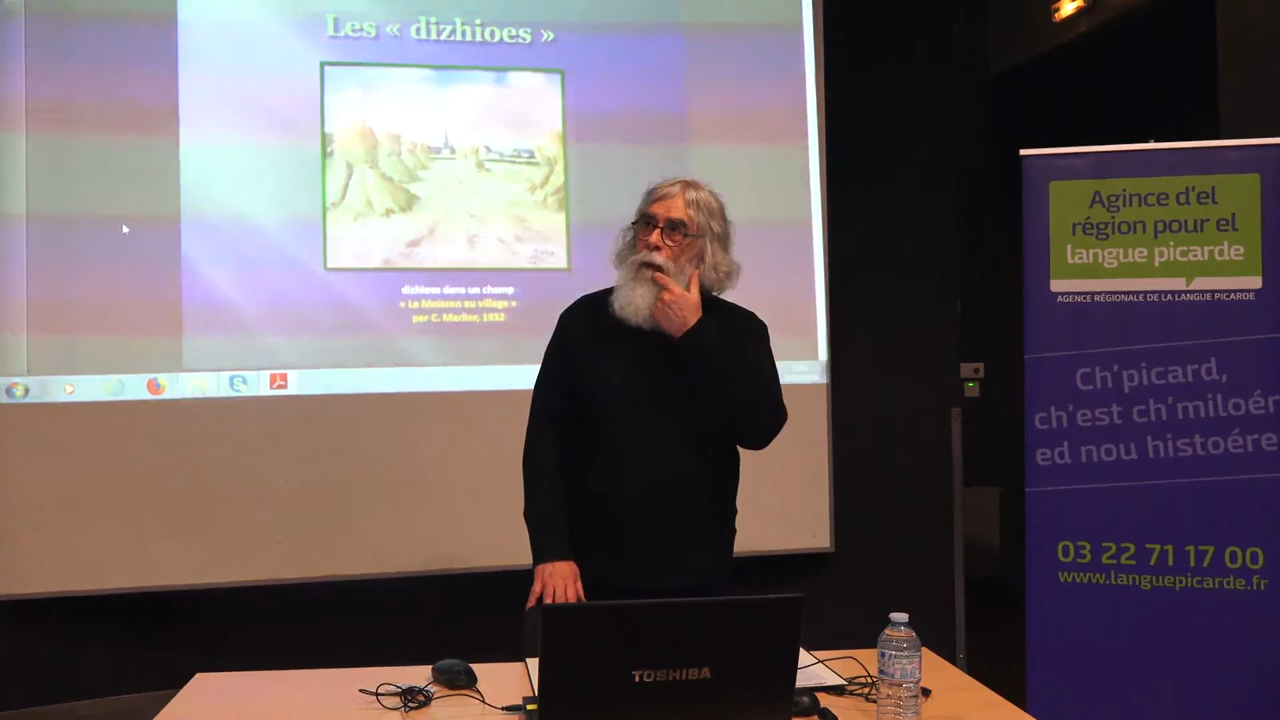 Les « dizhioes »
dizhioes dans un champ
« La Moisson au village »
par C. Marlier, 1932
Agince d'el
région pour el
langue picarde
AGENCE RÉGIONALE DE LA LANGUE PICARDE
Ch'picard,
ch'est ch'miloér
ed nou histoére
03 22 71 17 00
www.languepicarde.fr
TOSHIBA